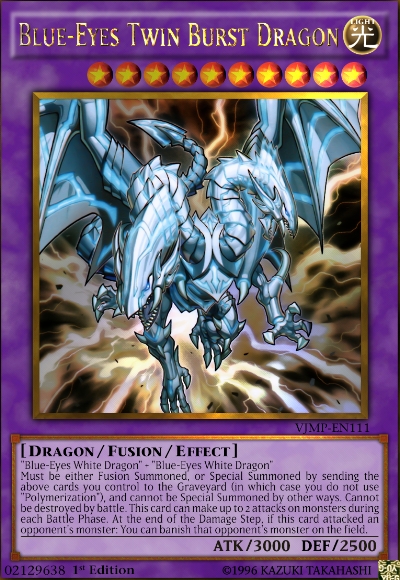 BLUE-EYES TWIN BURST DRAGON
LIGHT
光
VJMP-EN111
[DRAGON / FUSION / EFFECT]
"Blue-Eyes White Dragon" - "Blue-Eyes White Dragon"
Must be either Fusion Summoned, or Special Summoned by sending the
above cards you control to the Graveyard (in which case you do not use
"Polymerization"), and cannot be Special Summoned by other ways. Cannot
be destroyed by battle. This card can make up to 2 attacks on monsters during
each Battle Phase. At the end of the Damage Step, if this card attacked an
opponent's monster: You can banish that opponent's monster on the field.
ATK/3000 DEF/2500
02129638 1st Edition ©1996 KAZUKI TAKAHASHI